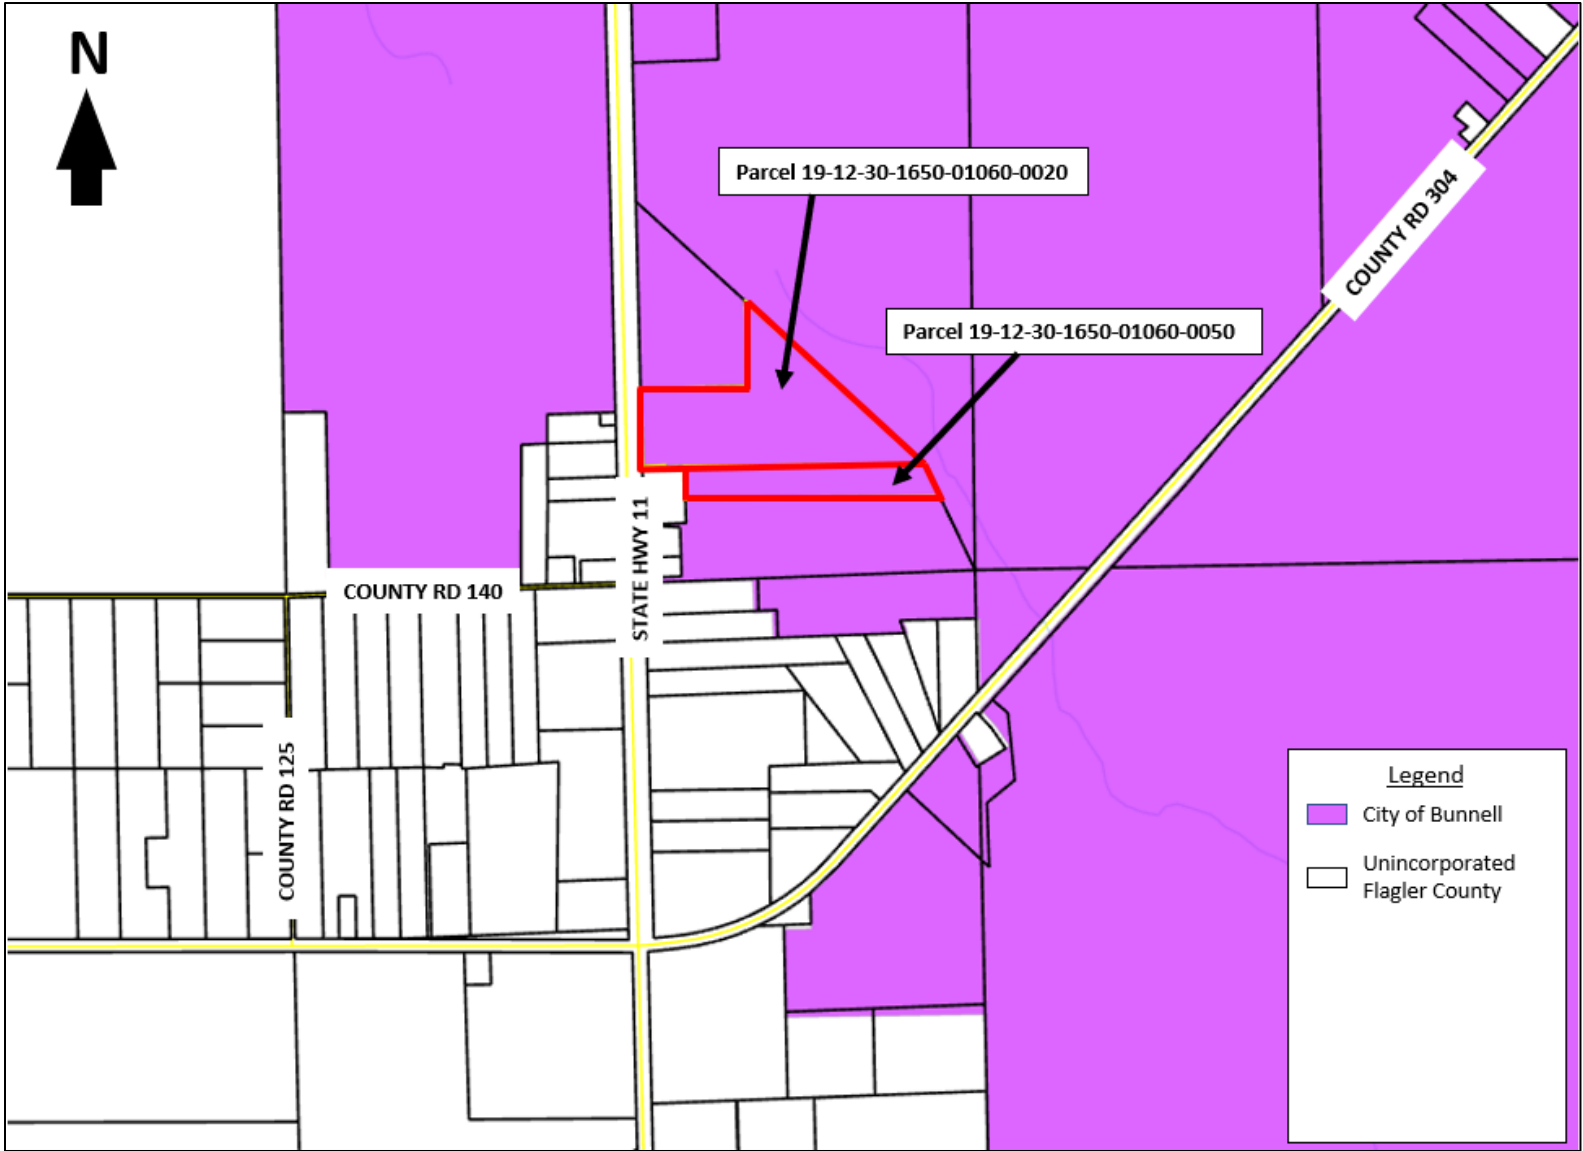 N
Parcel 19-12-30-1650-01060-0020
COUNTY RD 304
Parcel 19-12-30-1650-01060-0050
STATE HWY 11
COUNTY RD 140
COUNTY RD 125
Legend
City of Bunnell
Unincorporated
Flagler County